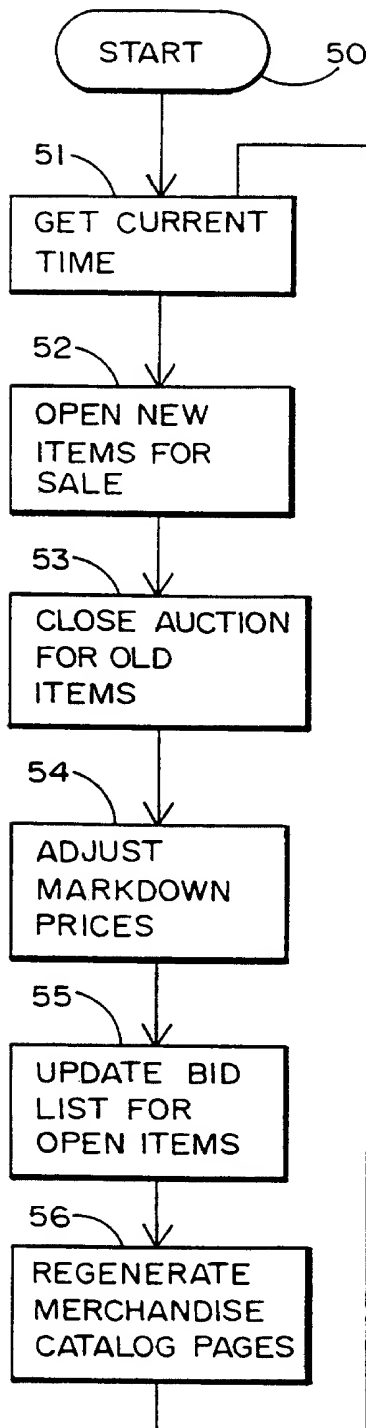 START
50
51
GET CURRENT
TIME
52
OPEN NEW
ITEMS FOR
SALE
53
CLOSE AUCTION
FOR OLD
ITEMS
54
ADJUST
MARKDOWN
PRICES
55
UPDATE BID
LIST FOR
OPEN ITEMS
56
REGENERATE
MERCHANDISE
CATALOG PAGES